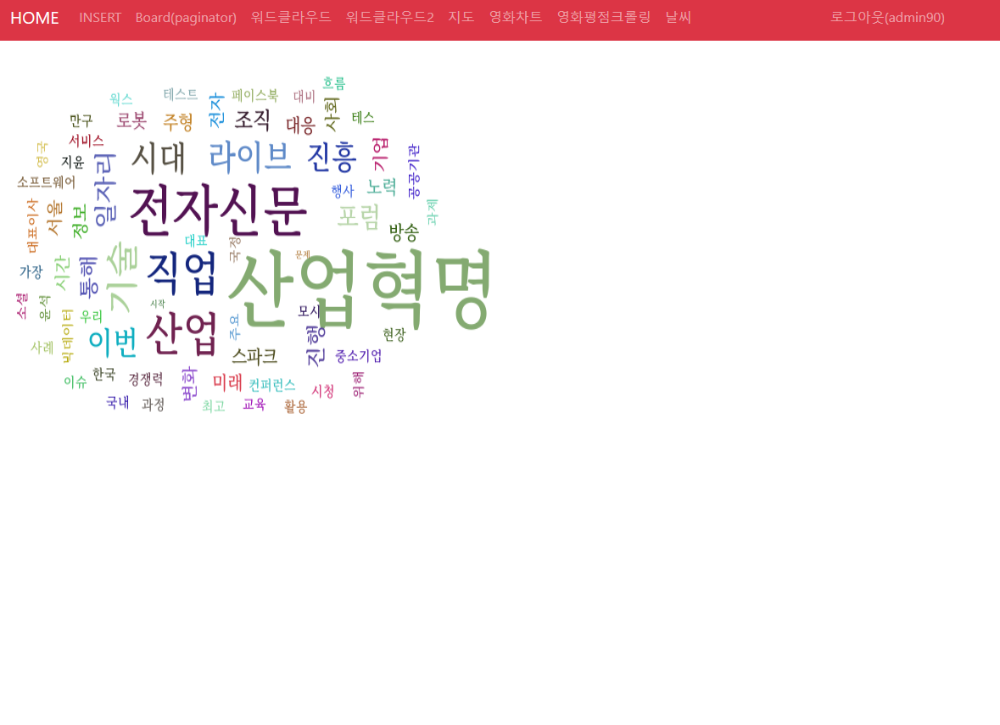 HOME INSERT Board(paginator) 워드클라우드 워드클라우드2 지도 영화차트 영화평점크롤링 날씨 로그아웃(admin90)
흐름
웍스 테스트 전자 페이스북 대비 사회
만구 로봇 주형 조직 대응 테스
영국 서비스 지윤 일자리 시대 라이브 진흥 기업 공공기관
소프트웨어 전자신문 행사 노력
대표이사 서울 정보 포럼 과제
대표 국정 방송
가장 시간 통해 기술 직업 문제 산업혁명
소셜 윤석 시작 모시
빅데이터 우리 이번 산업 주요 진행 현장
사례 스파크 중소기업
이슈 한국 경쟁력 변화 미래 컨퍼런스 시청 위해
국내 과정 최고 교육 활용